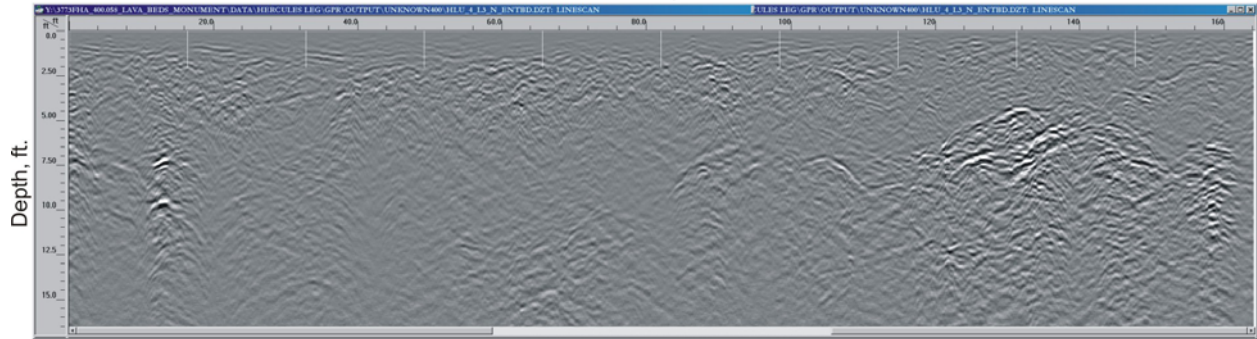 Y:\3773FHA_400.058_LAVA_BEDS_MONUMENT\DATA\HERCULES LEG\GPR\OUTPUT\UNKNOWN400\HLU_4_L3_N_ENTBD.DZT: LINESCAN
ULES LEG\GPR\OUTPUT\UNKNOWN400\HLU_4_L3_N_ENTBD.DZT: LINESCAN
ft ft 20.0 40.0 60.0 80.0 100 120 140 160
0.0
2.50
5.00
7.50
10.0
12.5
15.0
Depth, ft.